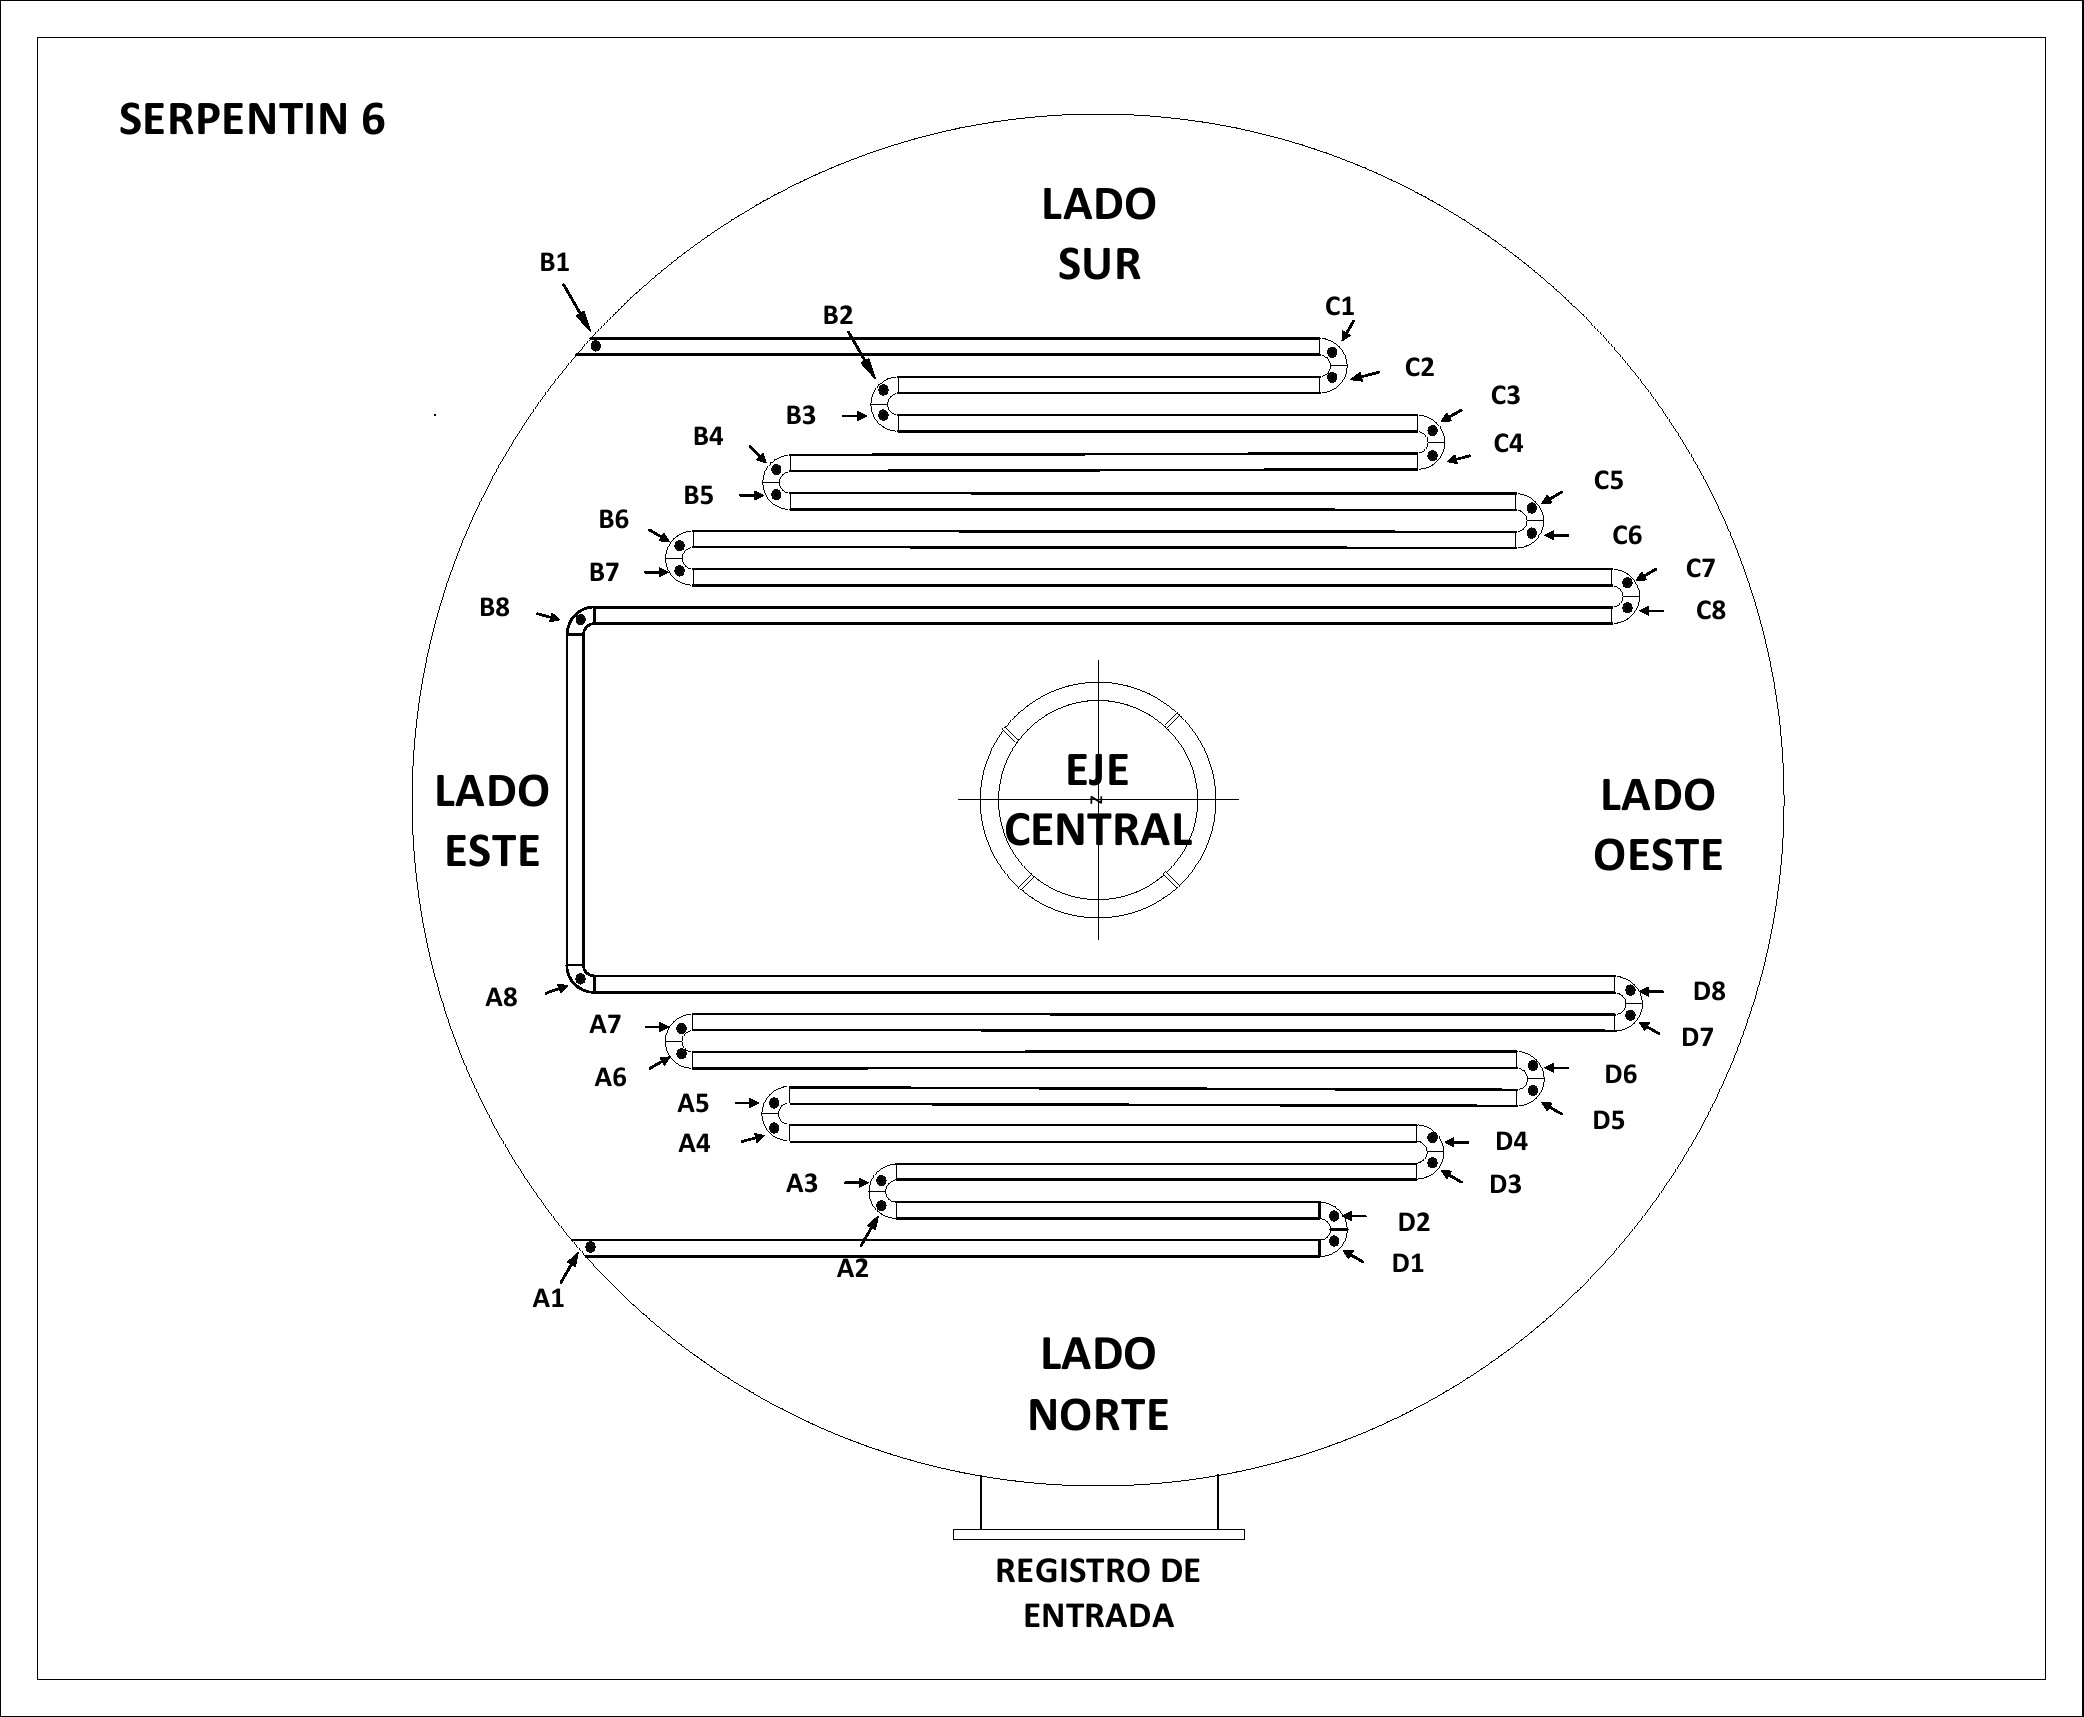 SERPENTIN 6
LADO
SUR
B1
B2
C1
C2
B3
C3
B4
C4
B5
C5
B6
C6
B7
C7
B8
C8
EJE
Z
CENTRAL
LADO
ESTE
LADO
OESTE
A8
D8
A7
D7
A6
D6
A5
D5
A4
D4
A3
D3
A2
D2
D1
A1
LADO
NORTE
REGISTRO DE
ENTRADA